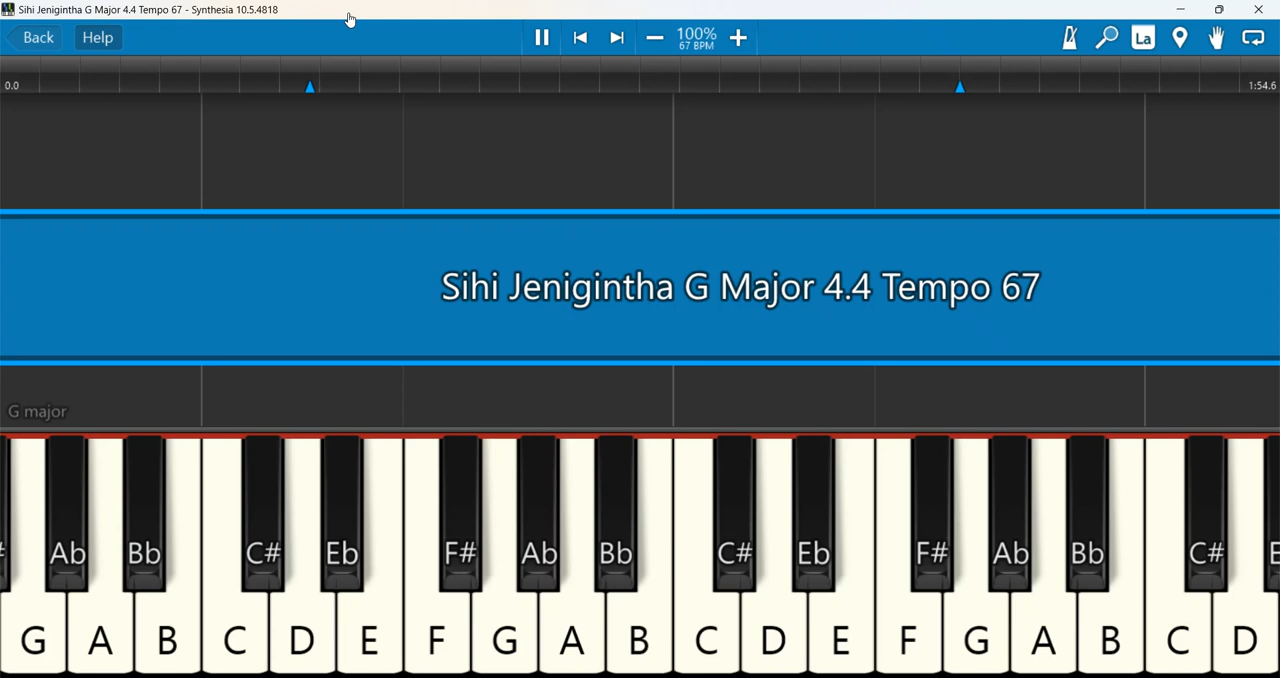 Sihi Jenigintha G Major 4.4 Tempo 67 - Synthesia 10.5.4818
Back Help 100% La
67 BPM
0.0 1:54.6
Sihi Jenigintha G Major 4.4 Tempo 67
G major
# Ab Bb C# Eb F# Ab Bb C# Eb F# Ab Bb C# E
G A B C D E F G A B C D E F G A B C D